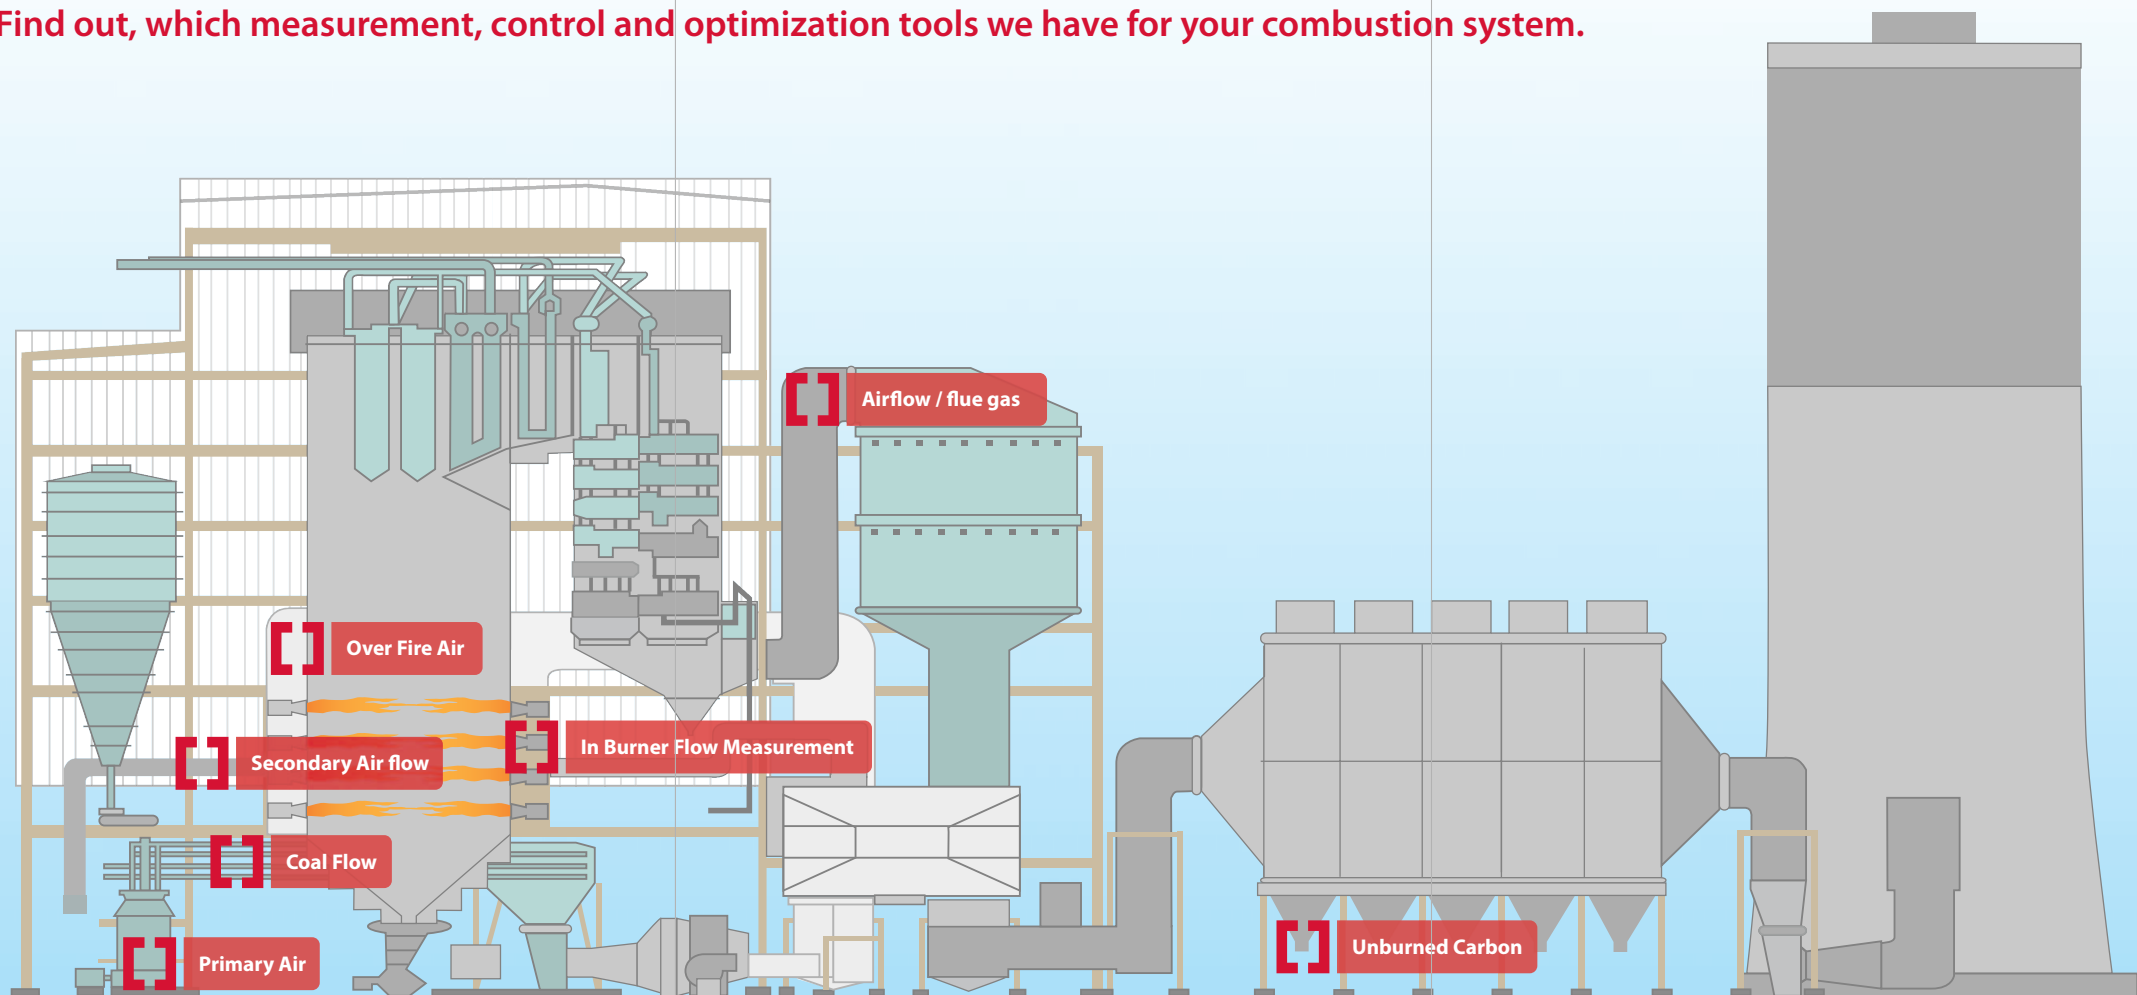 Find out, which measurement, control and optimization tools we have for your combustion system.
Airflow / flue gas
Over Fire Air
In Burner Flow Measurement
Secondary Air flow
Coal Flow
Unburned Carbon
Primary Air